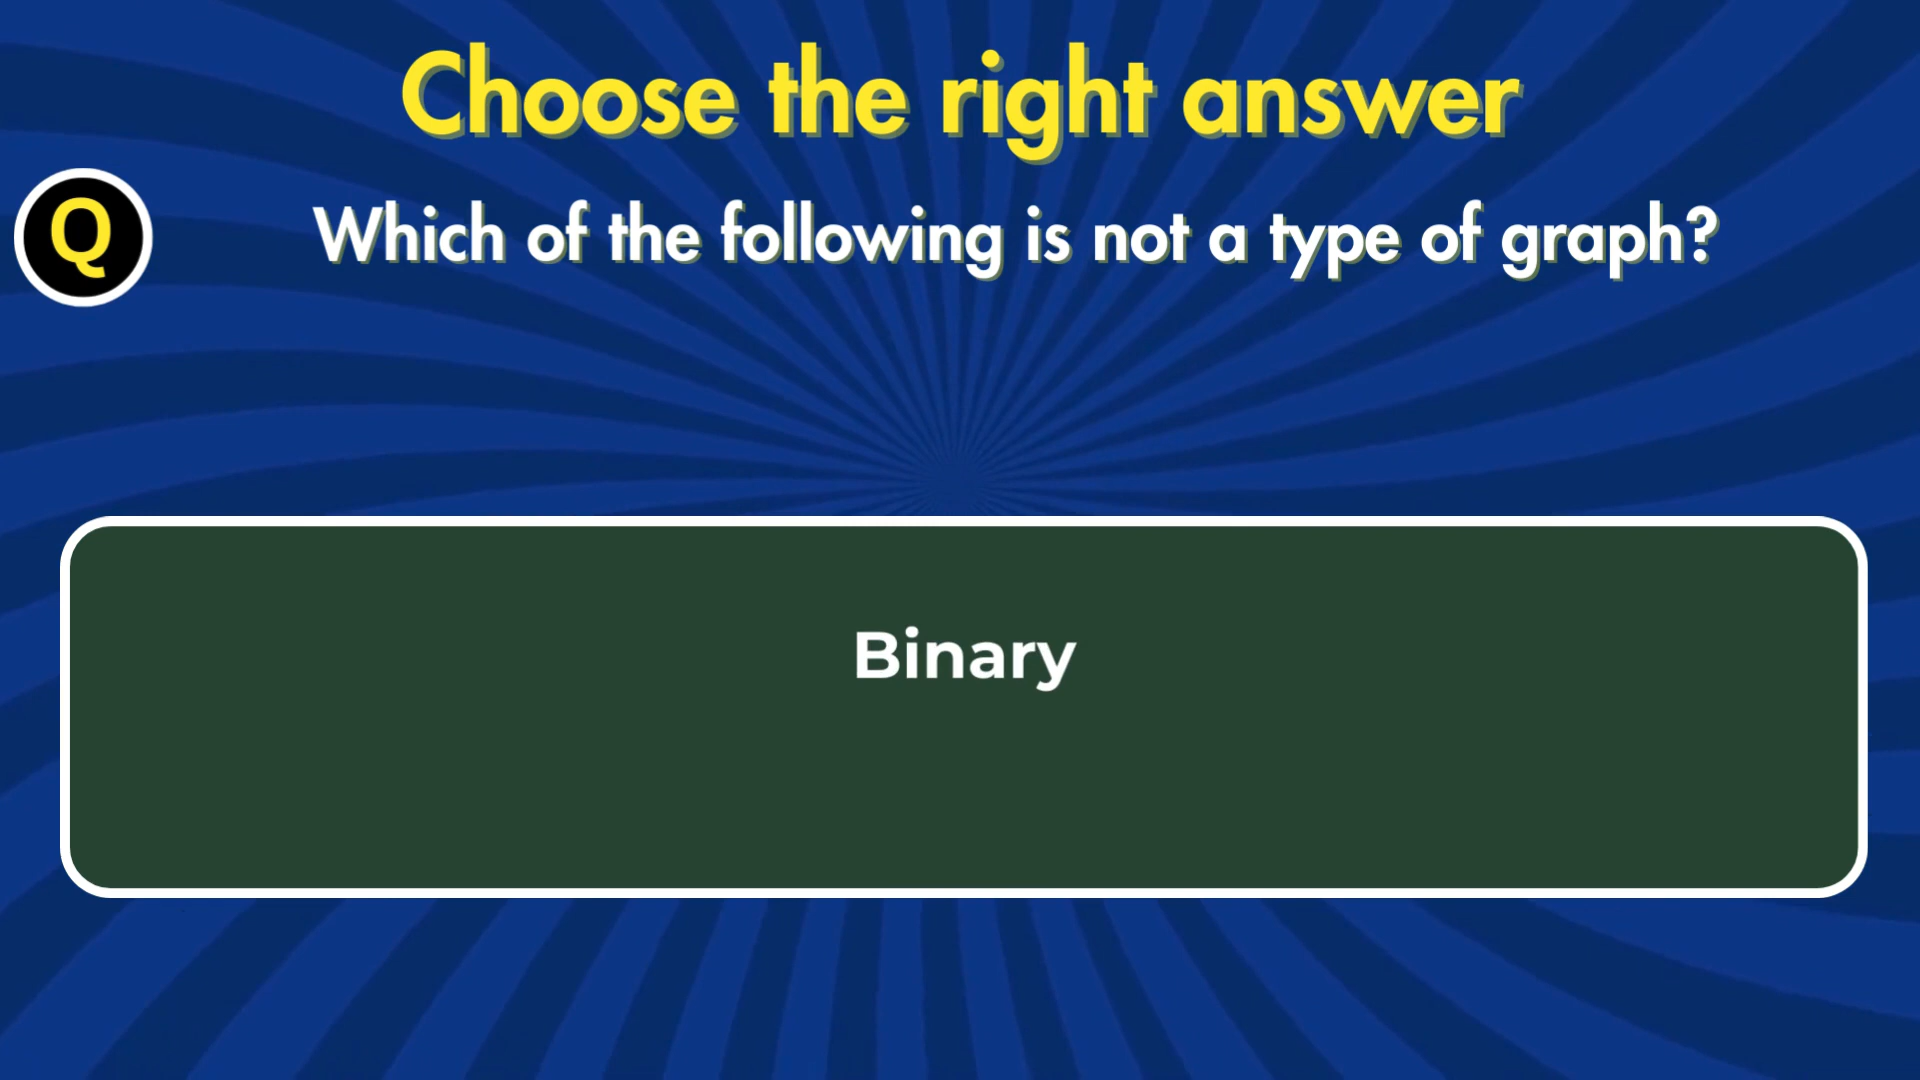 Choose the right answer
Q
Which of the following is not a type of graph?
Binary